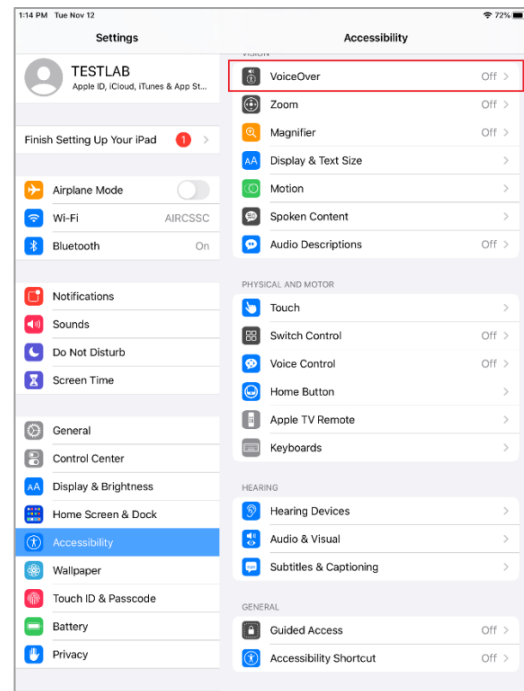 1:14 PM Tue Nov 12
72%
Settings
TESTLAB
Apple ID, iCloud, iTunes & App St...
Finish Setting Up Your iPad 1
Airplane Mode
Wi-Fi AIRCSSC
Bluetooth On
Notifications
Sounds
Do Not Disturb
Screen Time
General
Control Center
AA Display & Brightness
Home Screen & Dock
Accessibility
Wallpaper
Touch ID & Passcode
Battery
Privacy
Accessibility
VISION
VoiceOver Off
Zoom Off
Magnifier Off
AA Display & Text Size
Motion
Spoken Content
Audio Descriptions Off
PHYSICAL AND MOTOR
Touch
Switch Control Off
Voice Control Off
Home Button
Apple TV Remote
Keyboards
HEARING
Hearing Devices
Audio & Visual
Subtitles & Captioning
GENERAL
Guided Access Off
Accessibility Shortcut Off